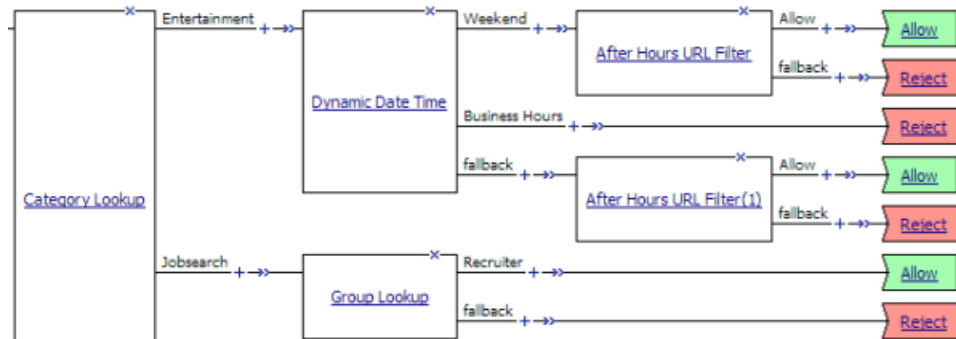 Entertainment
Weekend
Allow
Allow
After Hours URL Filter
fallback
Reject
Dynamic Date Time
Business Hours
Reject
fallback
Allow
Allow
Category Lookup
After Hours URL Filter(1)
fallback
Reject
Jobsearch
Recruiter
Allow
Group Lookup
fallback
Reject